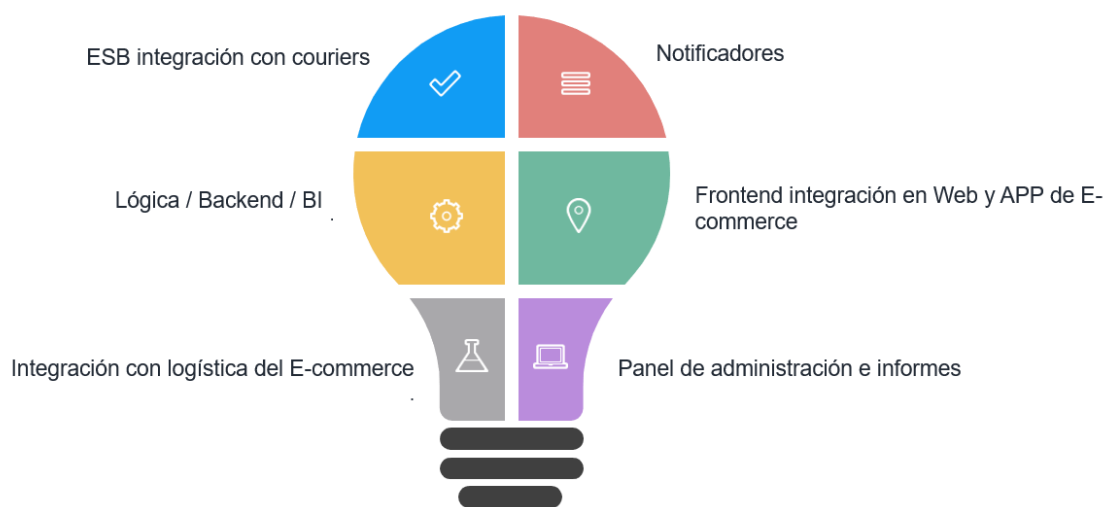 ESB integración con couriers
Notificadores
Lógica / Backend / BI
.
Frontend integración en Web y APP de E-
commerce
Integración con logística del E-commerce
.
Panel de administración e informes